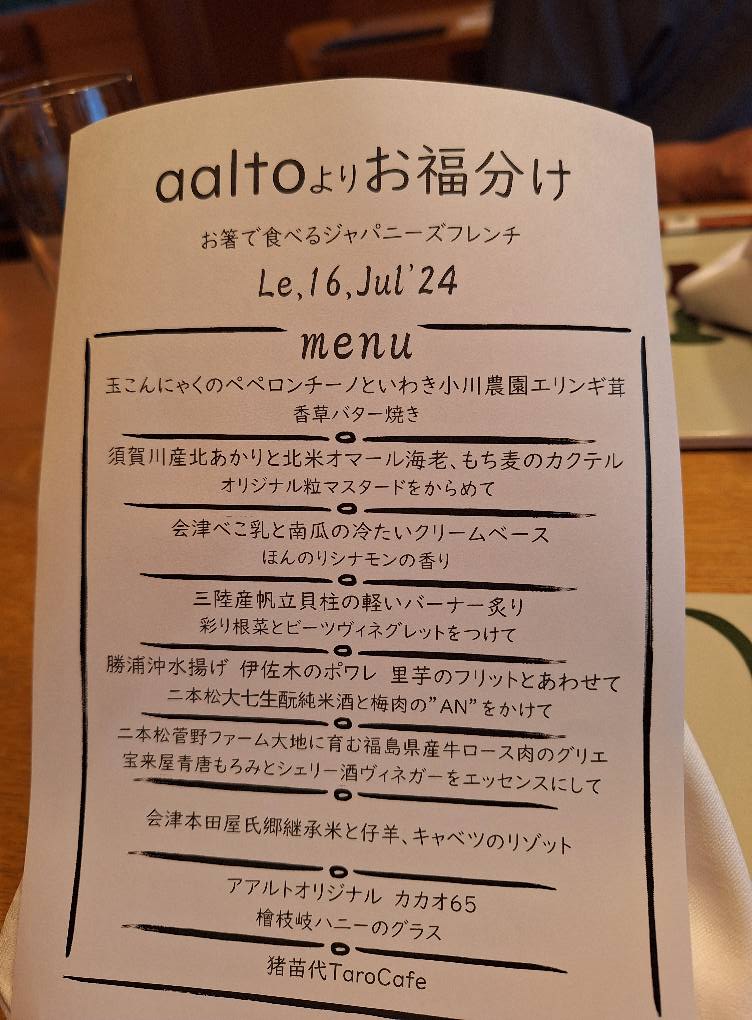 aaltoよりお福分け
お箸で食べるジャパニーズフレンチ
Le,16,Jul'24
menu
玉こんにゃくのペペロンチーノといわき小川農園エリンギ茸
香草バター焼き
須賀川産北あかりと北米オマール海老、もち麦のカクテル
オリジナル粒マスタードをからめて
会津べこ乳と南瓜の冷たいクリームベース
ほんのりシナモンの香り
三陸産帆立貝柱の軽いバーナー炙り
彩り根菜とビーツヴィネグレットをつけて
勝浦沖水揚げ 伊佐木のポワレ 里芋のフリットとあわせて
二本松大七生酛純米酒と梅肉の"AN"をかけて
二本松菅野ファーム大地に育む福島県産牛ロース肉のグリエ
宝来屋青唐もろみとシェリー酒ヴィネガーをエッセンスにして
会津本田屋氏郷継承米と仔羊、キャベツのリゾット
アアルトオリジナル カカオ65
檜枝岐ハニーのグラス
猪苗代TaroCafe